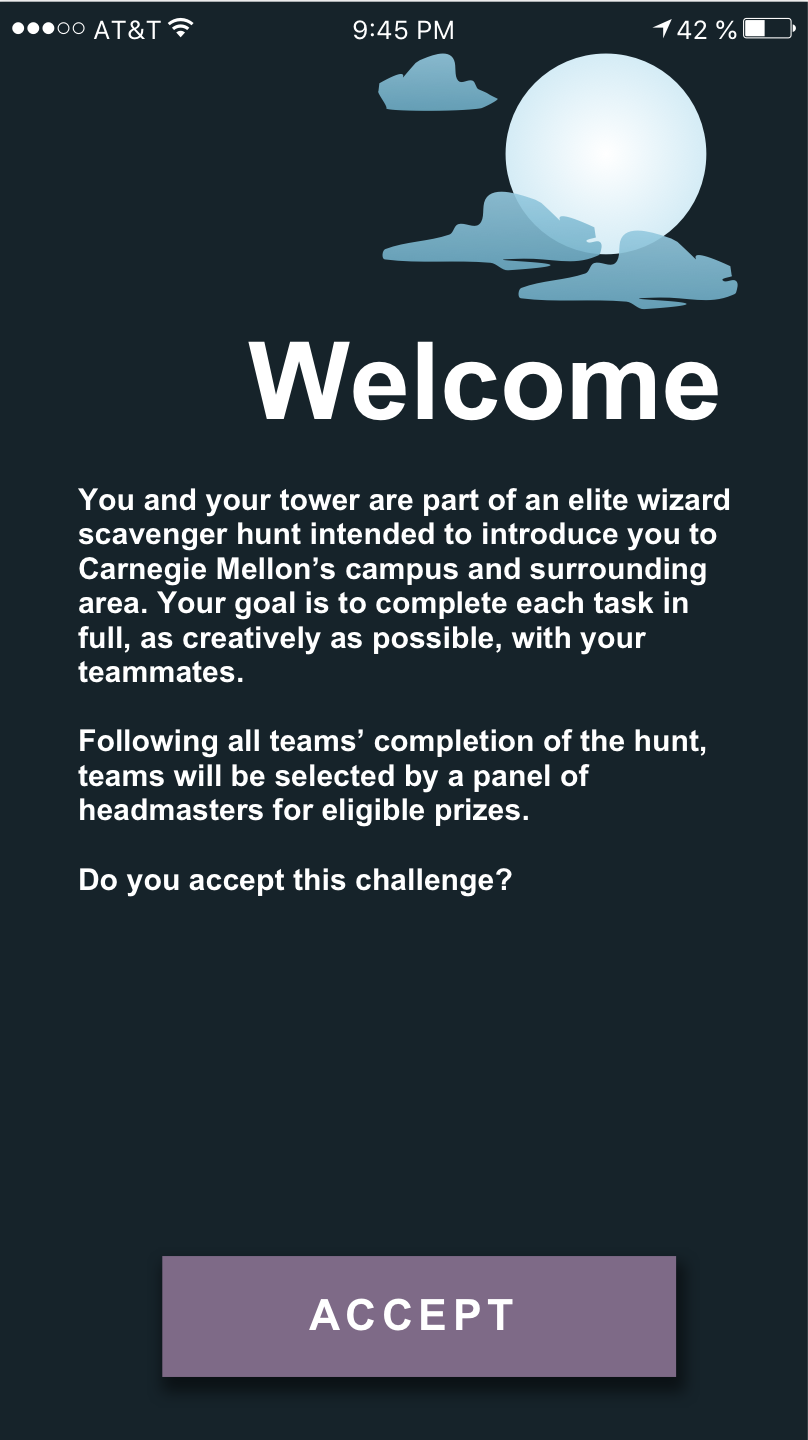 AT&T 9:45 PM 42 %
Welcome
You and your tower are part of an elite wizard
scavenger hunt intended to introduce you to
Carnegie Mellon’s campus and surrounding
area. Your goal is to complete each task in
full, as creatively as possible, with your
teammates.
Following all teams’ completion of the hunt,
teams will be selected by a panel of
headmasters for eligible prizes.
Do you accept this challenge?
ACCEPT